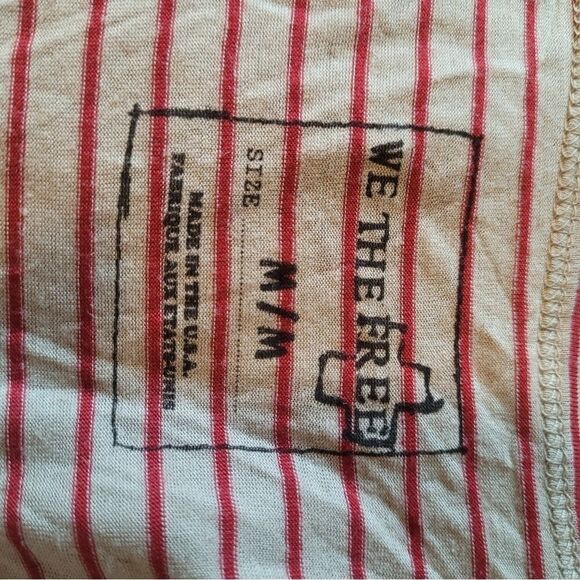 WE THE FREE
SIZE M/M
MADE IN THE U.S.A.
FABRIQUE AUX ETATS-UNIS